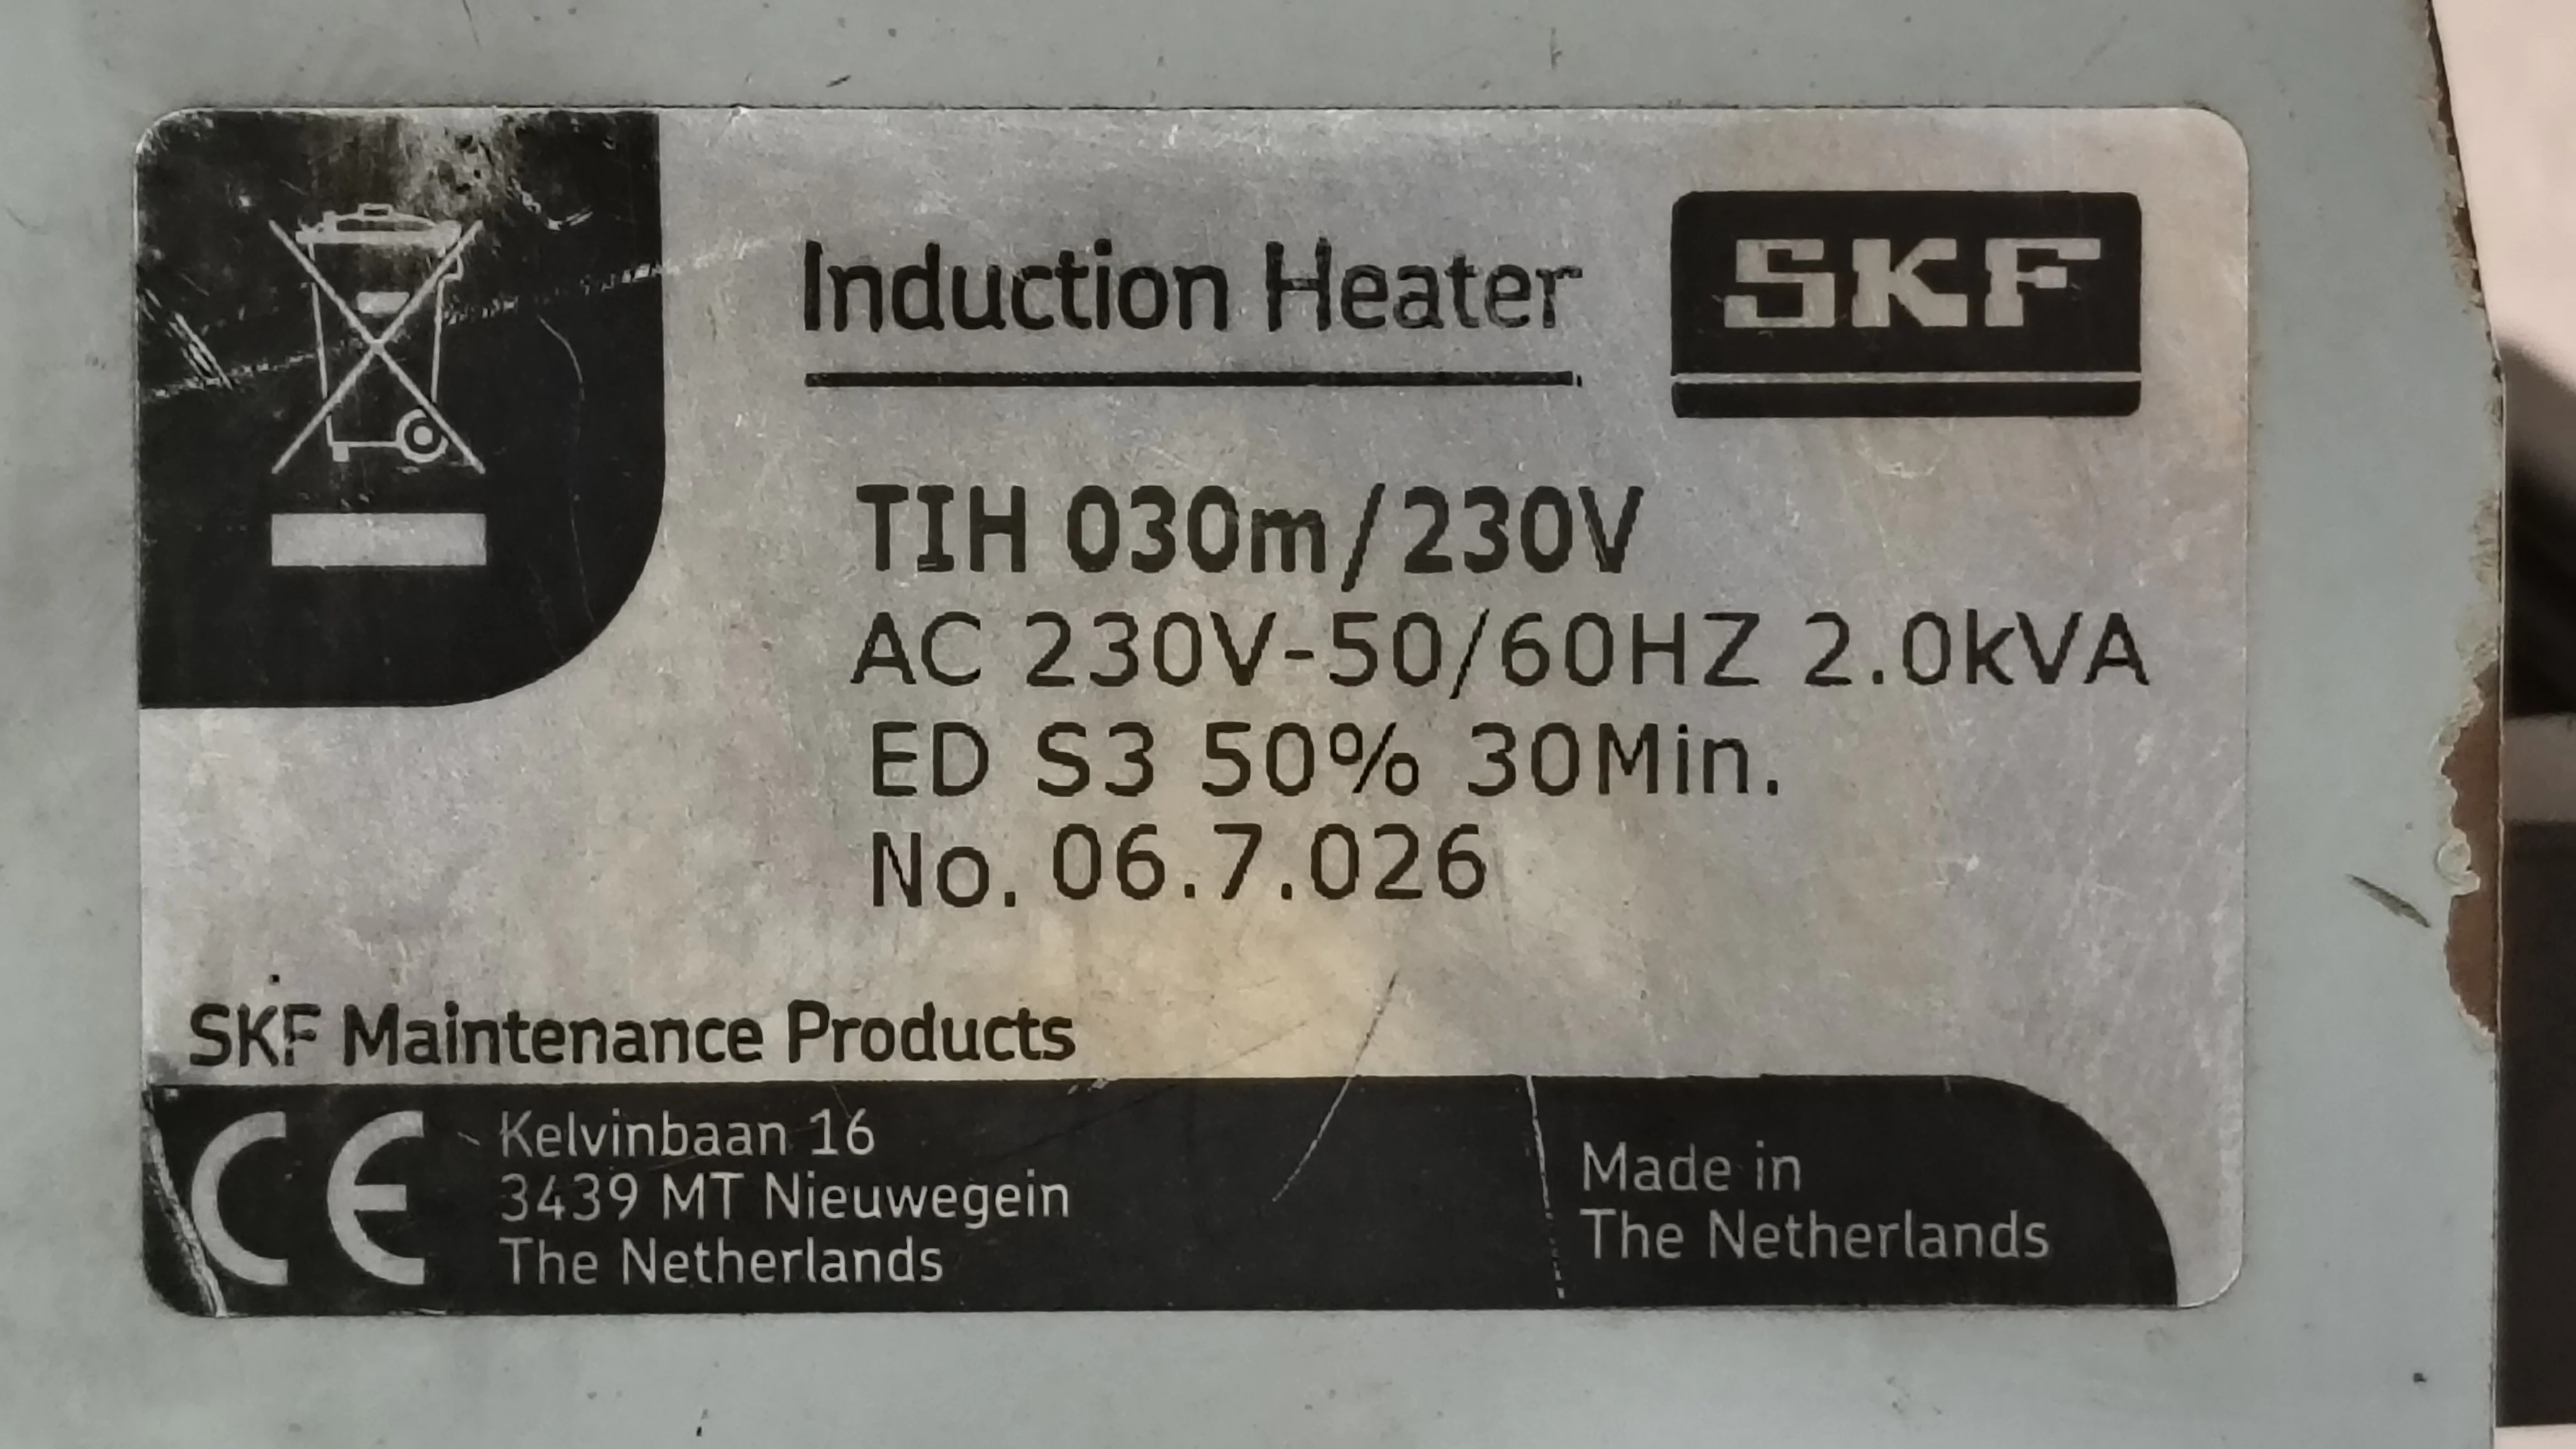 Induction Heater
SKF
TIH 030m/230V
AC 230V-50/60HZ 2.0kVA
ED S3 50% 30Min.
No. 06.7.026
SKF Maintenance Products
CE
Kelvinbaan 16
3439 MT Nieuwegein
The Netherlands
Made in
The Netherlands